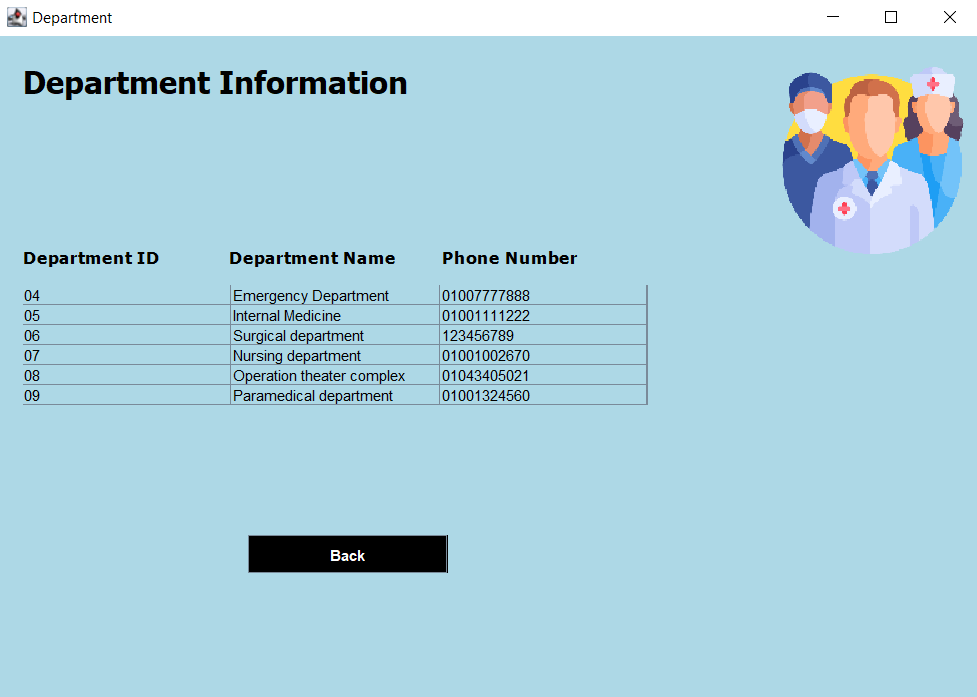 Department
Department Information
Department ID Department Name Phone Number
04 Emergency Department 01007777888
05 Internal Medicine 01001111222
06 Surgical department 123456789
07 Nursing department 01001002670
08 Operation theater complex 01043405021
09 Paramedical department 01001324560
Back